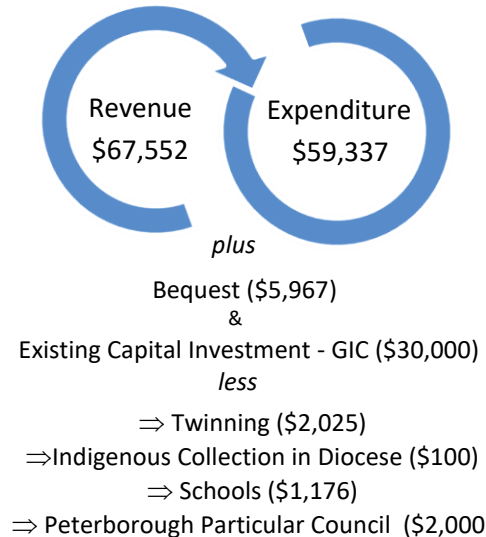 Revenue
$67,552
Expenditure
$59,337
plus
Bequest ($5,967)
&
Existing Capital Investment - GIC ($30,000)
less
⇒ Twinning ($2,025)
⇒Indigenous Collection in Diocese ($100)
⇒ Schools ($1,176)
⇒ Peterborough Particular Council  ($2,000